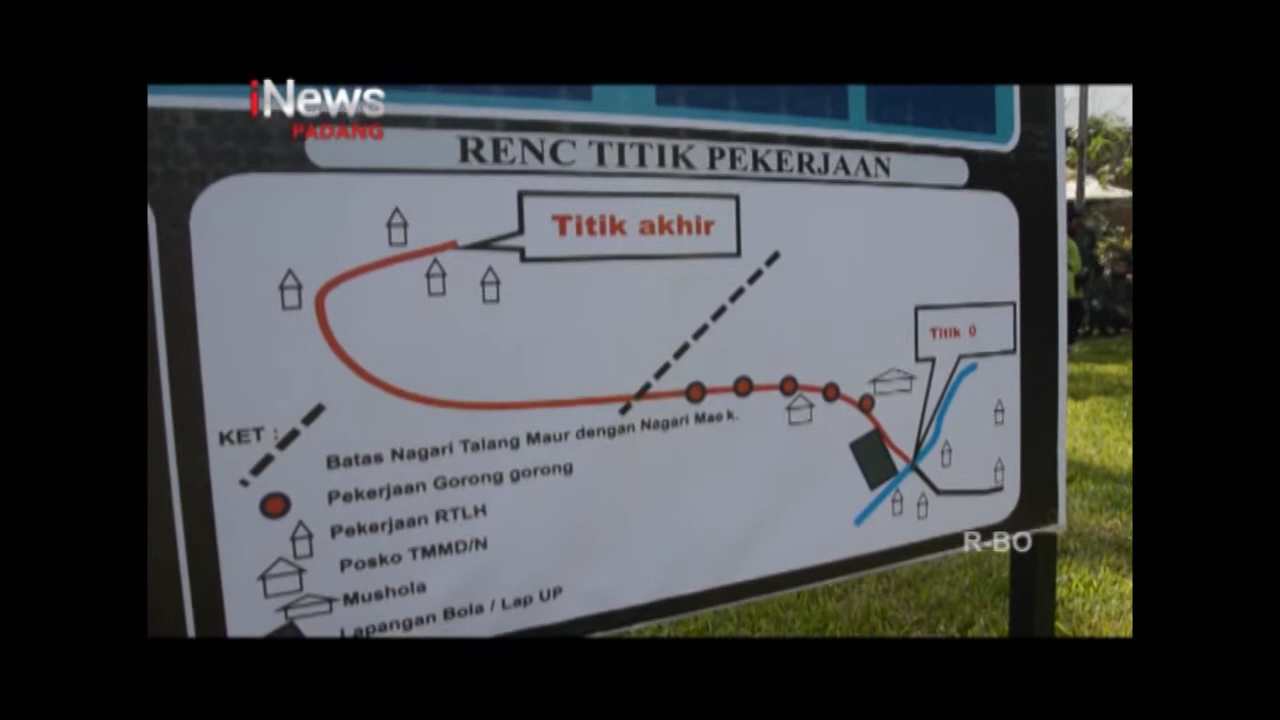 iNews
PADANG
RENC TITIK PEKERJAAN
Titik akhir
Titik 0
KET :
Batas Nagari Talang Maur dengan Nagari
Pekerjaan Gorong gorong
Pekerjaan RTLH
Posko TMMD/N
Mushola
Lapangan Bola / Lap UP
R-BO